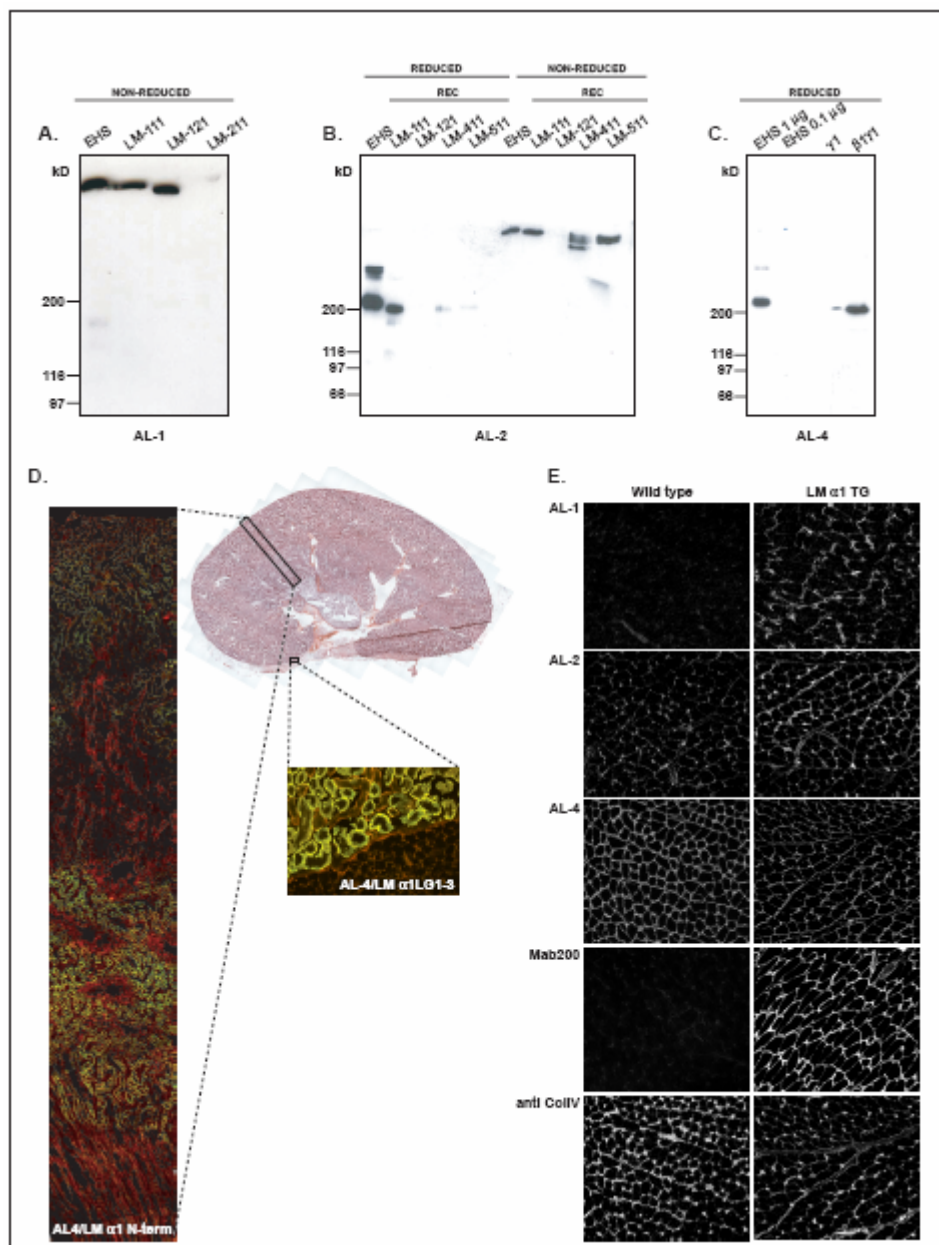 NON-REDUCED
A.
EHS LM-111 LM-121 LM-211
kD
200
116
97
AL-1
REDUCED NON-REDUCED
REC REC
B.
EHS LM-111 LM-121 LM-411 LM-511 EHS LM-111 LM-121 LM-411 LM-511
kD
200
116
97
66
AL-2
REDUCED
C.
EHS 1 µg EHS 0.1 µg γ1 β1γ1
kD
200
116
97
66
AL-4
D.
AL4/LM α1 N-term
AL-4/LM α1LG1-3
E.
Wild type LM α1 TG
AL-1
AL-2
AL-4
Mab200
anti CollV